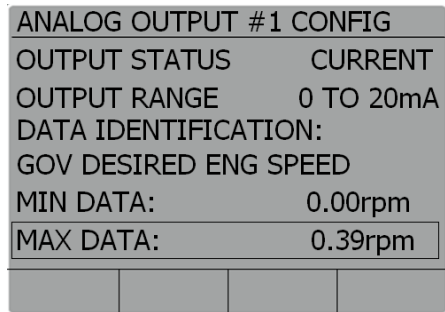 ANALOG OUTPUT #1 CONFIG
OUTPUT STATUS CURRENT
OUTPUT RANGE 0 TO 20mA
DATA IDENTIFICATION:
GOV DESIRED ENG SPEED
MIN DATA: 0.00rpm
MAX DATA: 0.39rpm